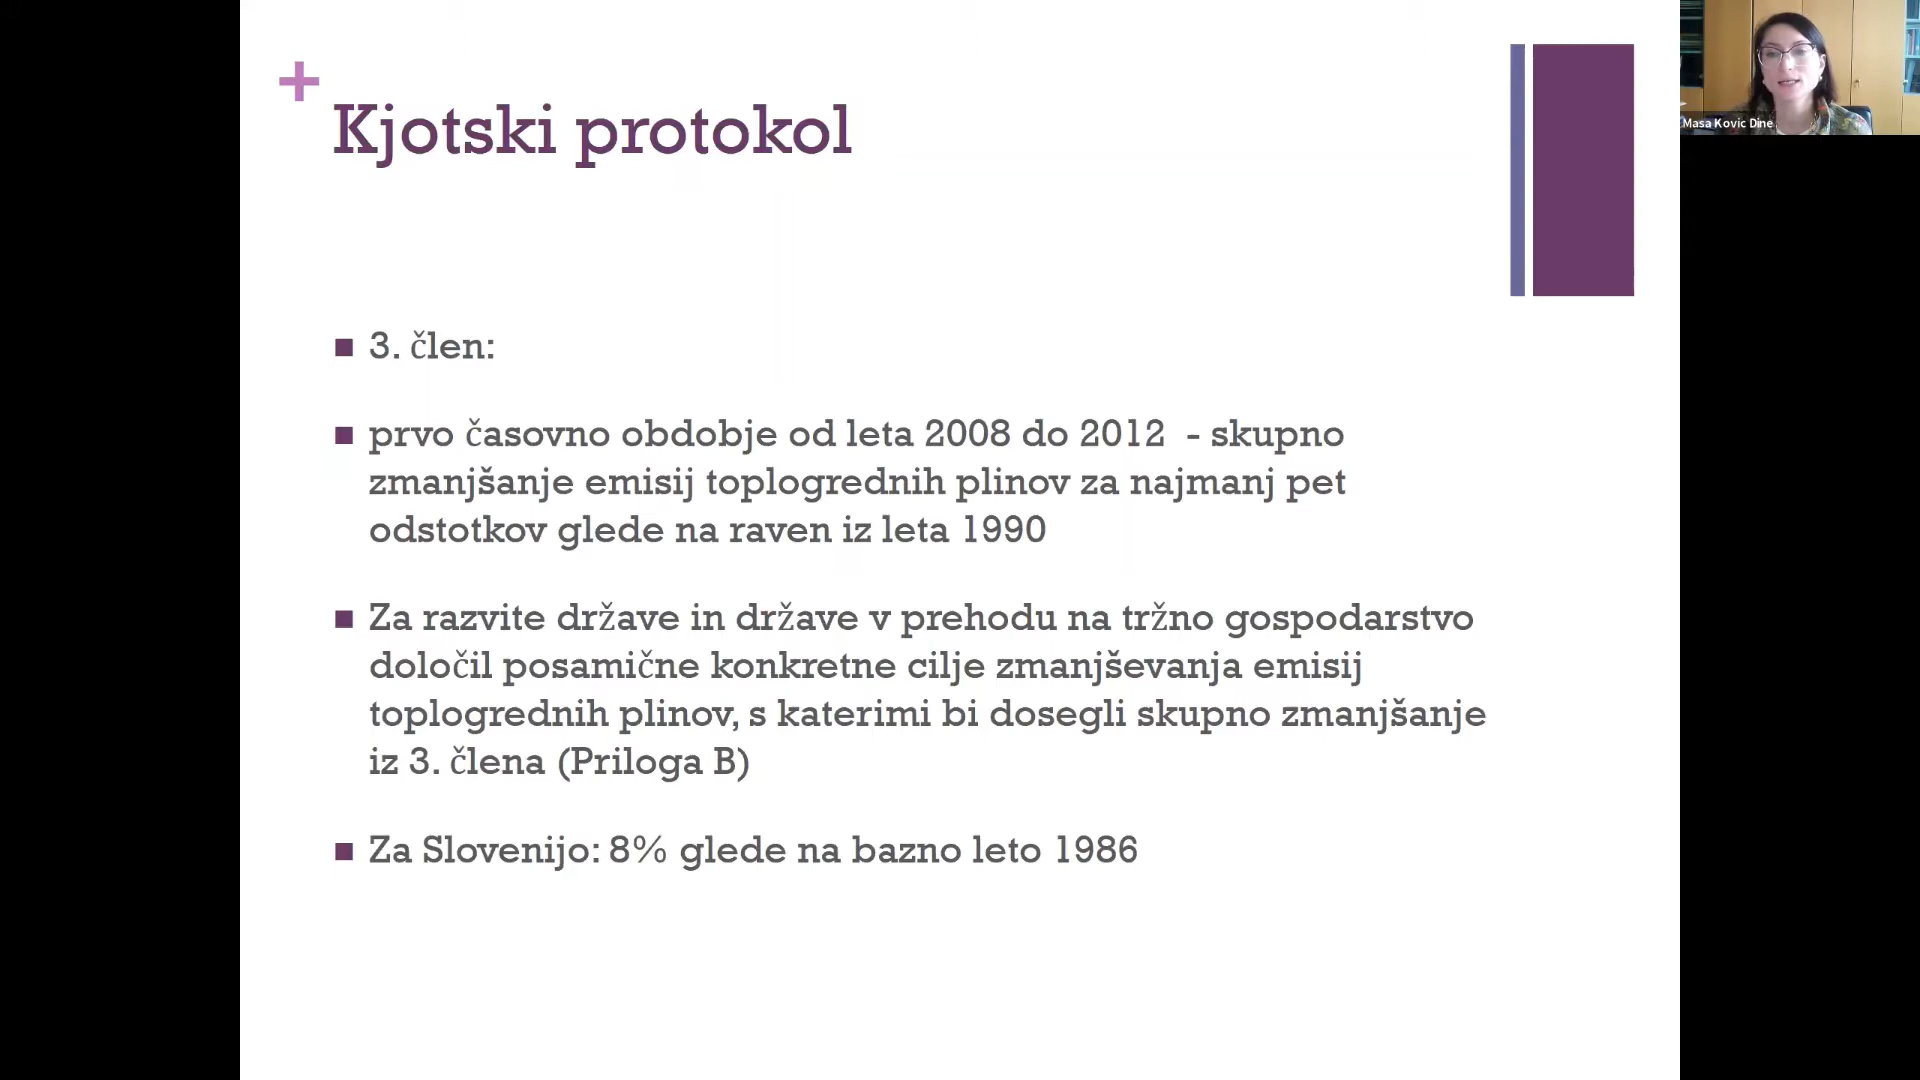 +
Kjotski protokol
3. člen:
prvo časovno obdobje od leta 2008 do 2012 - skupno
zmanjšanje emisij toplogrednih plinov za najmanj pet
odstotkov glede na raven iz leta 1990
Za razvite države in države v prehodu na tržno gospodarstvo
določil posamične konkretne cilje zmanjševanja emisij
toplogrednih plinov, s katerimi bi dosegli skupno zmanjšanje
iz 3. člena (Priloga B)
Za Slovenijo: 8% glede na bazno leto 1986
Masa Kovic Dine